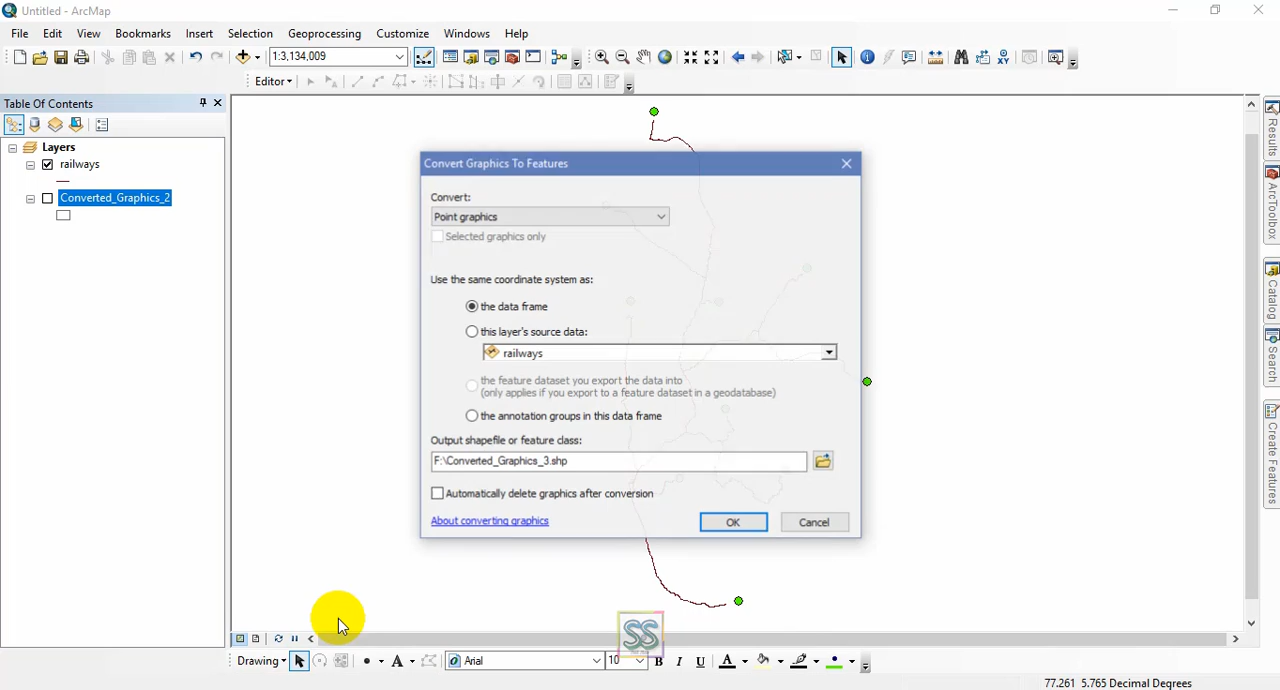 Untitled - ArcMap
File Edit View Bookmarks Insert Selection Geoprocessing Customize Windows Help
1:3,134,009
Editor
Table Of Contents
Layers
railways
Converted_Graphics_2
Convert Graphics To Features
Convert:
Point graphics
Selected graphics only
Use the same coordinate system as:
the data frame
this layer's source data:
railways
the feature dataset you export the data into
(only applies if you export to a feature dataset in a geodatabase)
the annotation groups in this data frame
Output shapefile or feature class:
F:\Converted_Graphics_3.shp
Automatically delete graphics after conversion
About converting graphics
OK Cancel
Results
ArcToolbox
Catalog
Search
Create Features
SS
Drawing A Arial 10 B I U A
77.261 5.765 Decimal Degrees